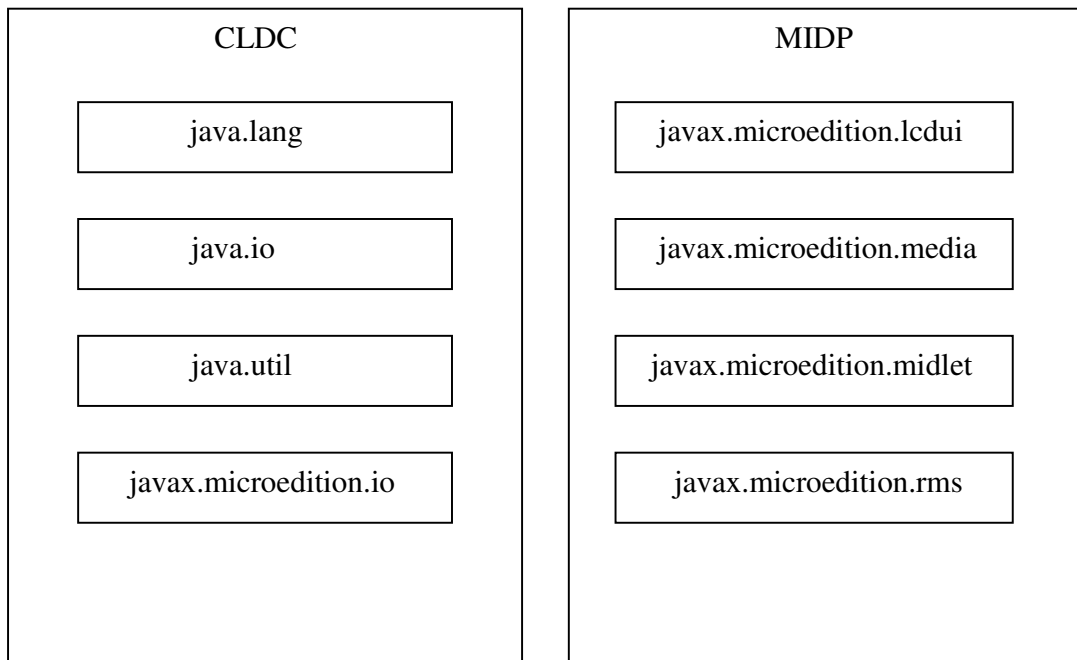 CLDC
java.lang
java.io
java.util
javax.microedition.io
MIDP
javax.microedition.lcdui
javax.microedition.media
javax.microedition.midlet
javax.microedition.rms